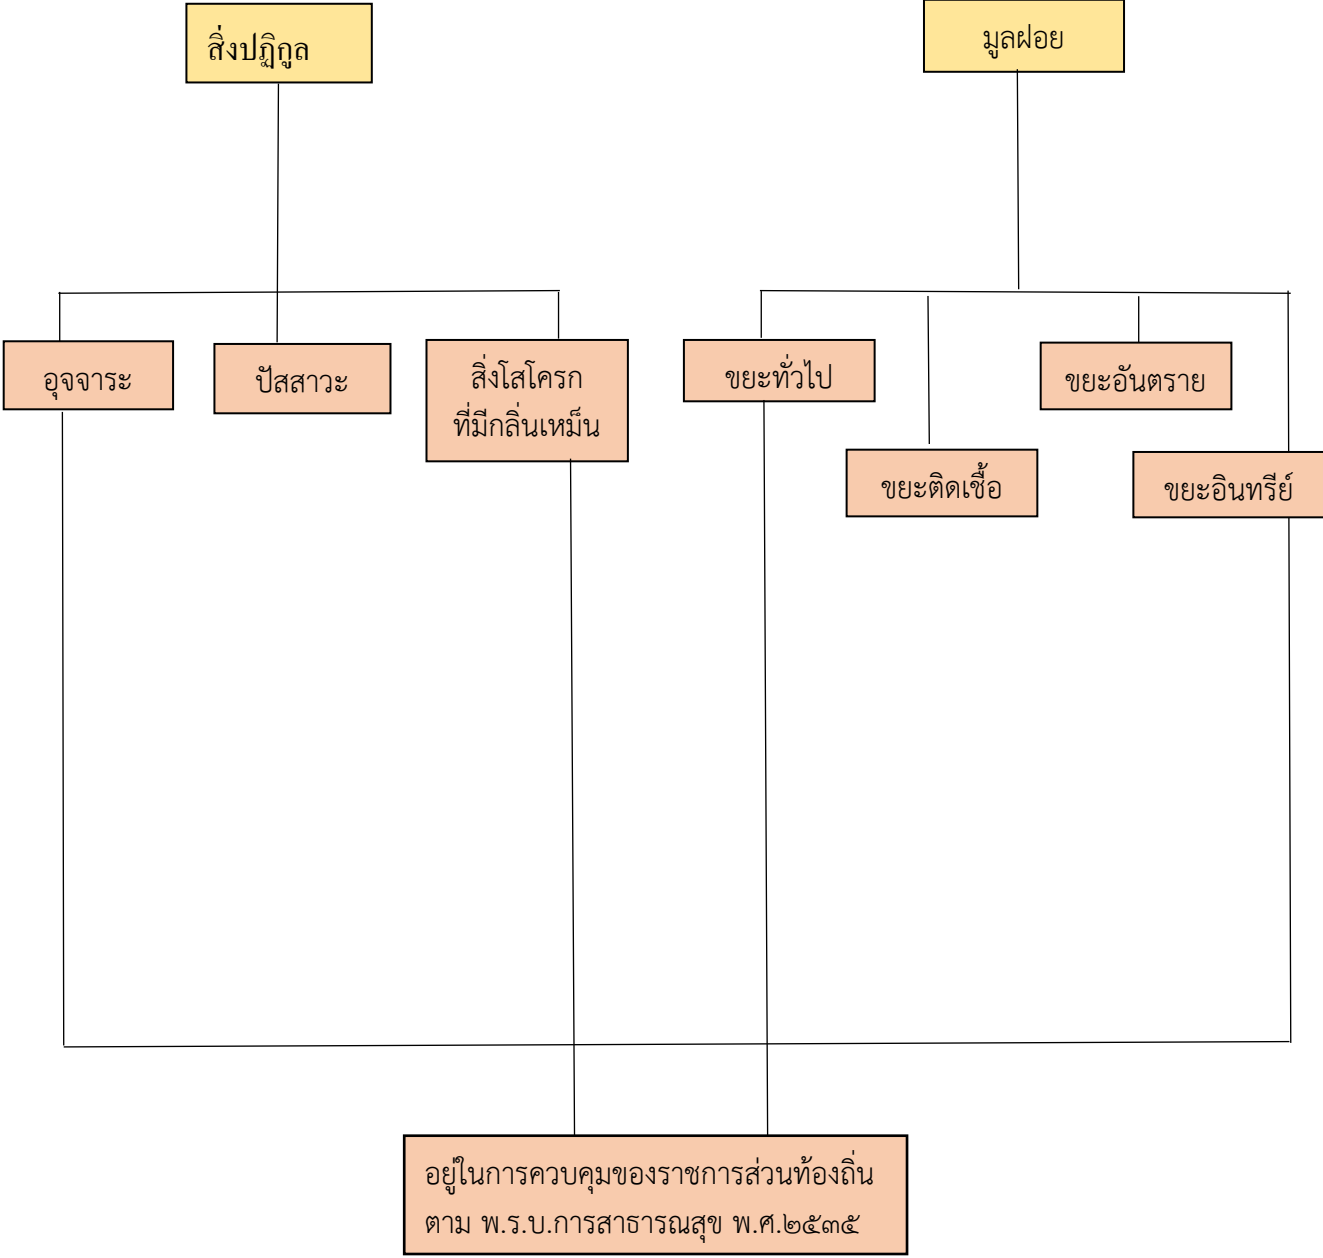 สิ่งปฏิกูล
มูลฝอย
อุจจาระ
ปัสสาวะ
สิ่งโสโครก
ที่มีกลิ่นเหม็น
ขยะทั่วไป
ขยะอันตราย
ขยะติดเชื้อ
ขยะอินทรีย์
อยู่ในการควบคุมของราชการส่วนท้องถิ่น
ตาม พ.ร.บ.การสาธารณสุข พ.ศ.๒๕๓๕